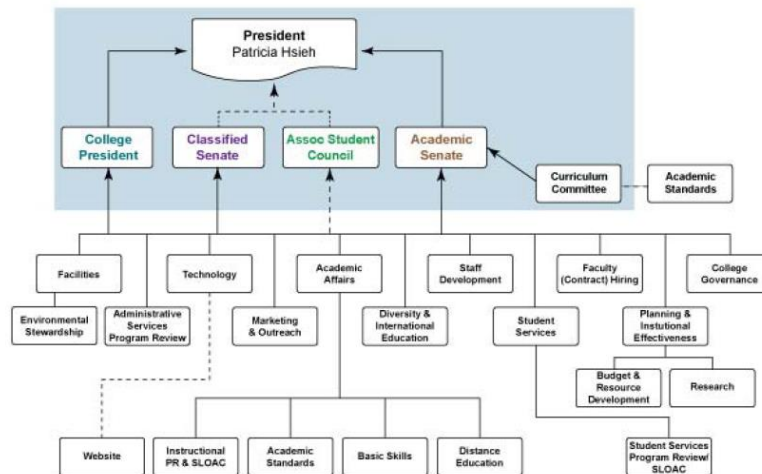 President
Patricia Hsieh
College
President
Classified
Senate
Assoc Student
Council
Academic
Senate
Curriculum
Committee
Academic
Standards
Facilities
Technology
Academic
Affairs
Staff
Development
Faculty
(Contract) Hiring
College
Governance
Environmental
Stewardship
Administrative
Services
Program Review
Marketing
& Outreach
Diversity &
International
Education
Student
Services
Planning &
Instutional
Effectiveness
Budget &
Resource
Development
Research
Website
Instructional
PR & SLOAC
Academic
Standards
Basic Skills
Distance
Education
Student Services
Program Review/
SLOAC